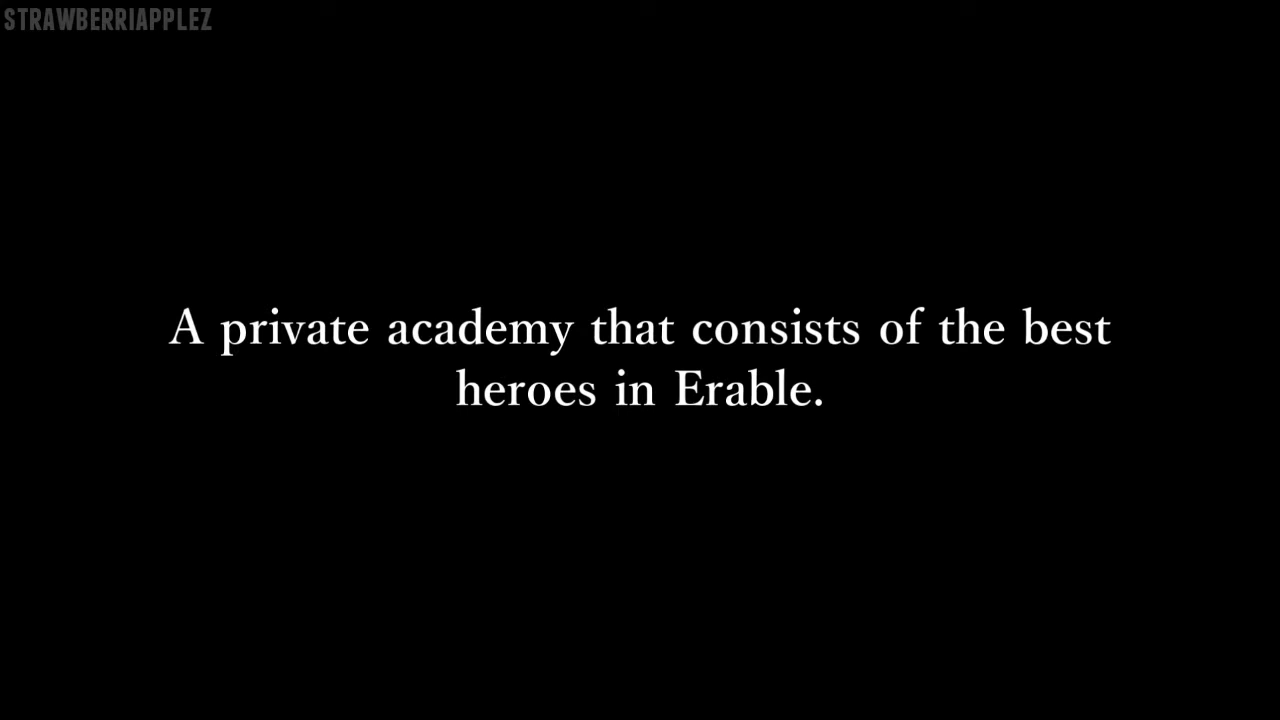 STRAWBERRIAPPLEZ
A private academy that consists of the best
heroes in Erable.